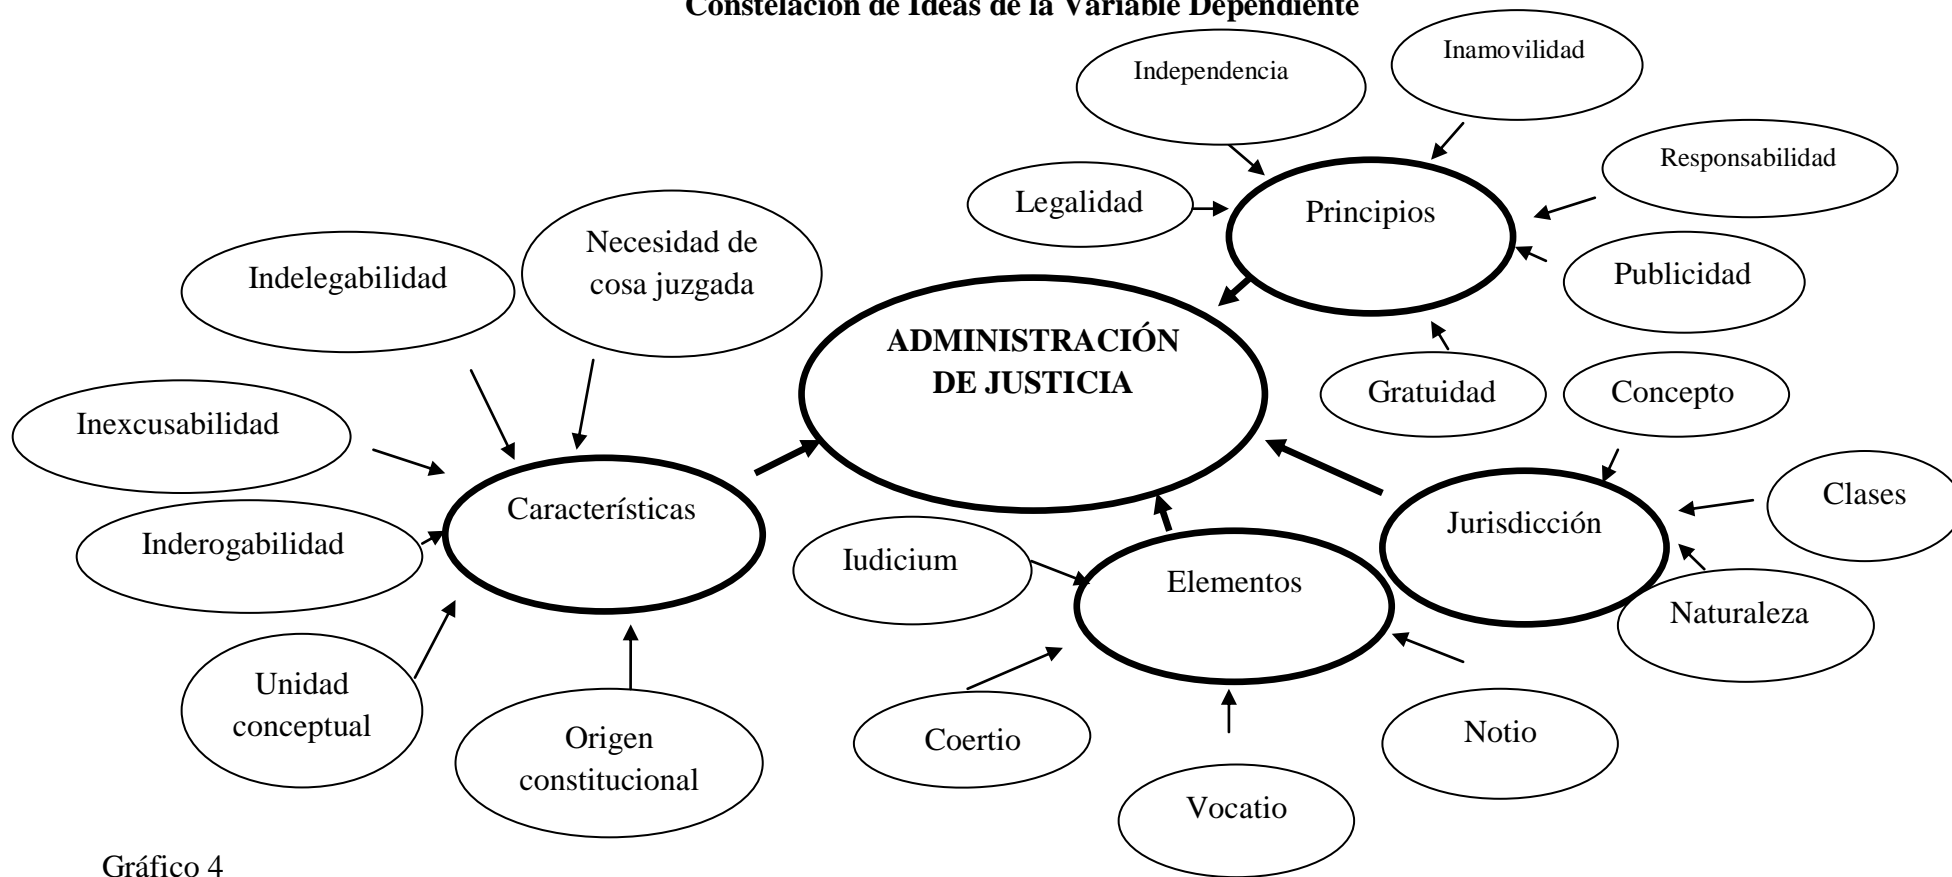 Constelación de Ideas de la Variable Dependiente
Inamovilidad
Independencia
Responsabilidad
Legalidad
Principios
Necesidad de
cosa juzgada
Indelegabilidad
Publicidad
ADMINISTRACIÓN
DE JUSTICIA
Gratuidad
Concepto
Inexcusabilidad
Características
Clases
Jurisdicción
Inderogabilidad
Iudicium
Elementos
Naturaleza
Unidad
conceptual
Origen
constitucional
Coertio
Notio
Vocatio
Gráfico 4